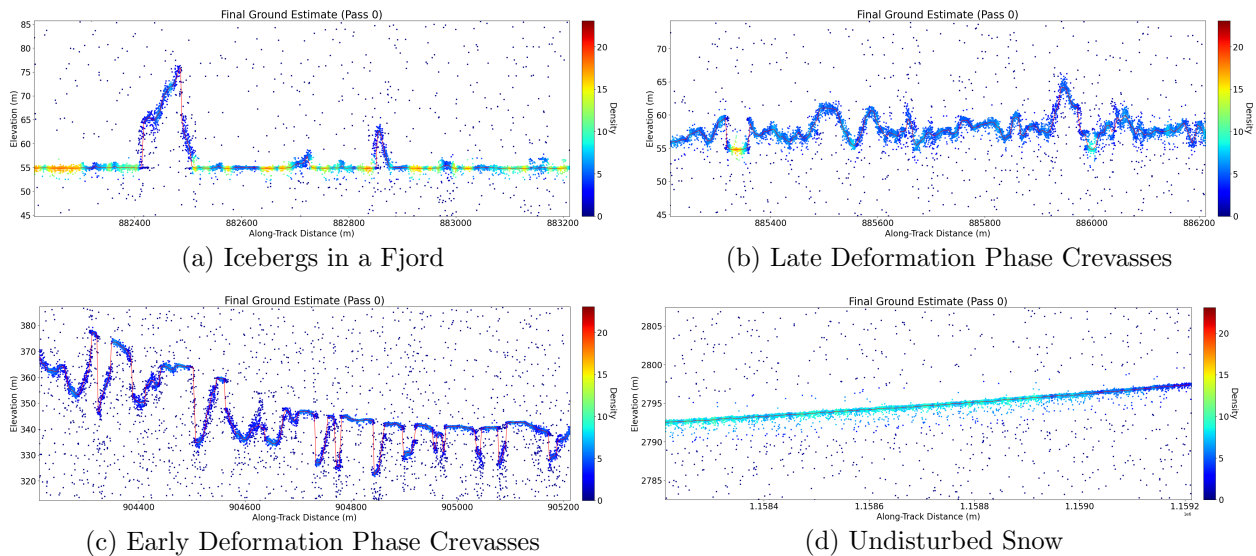 Final Ground Estimate (Pass 0)
85
80
75
70
65
60
55
50
45
Elevation (m)
882400 882600 882800 883000 883200
Along-Track Distance (m)
20
15
10
5
0
Density
(a) Icebergs in a Fjord
Final Ground Estimate (Pass 0)
70
65
60
55
50
45
Elevation (m)
885400 885600 885800 886000 886200
Along-Track Distance (m)
20
15
10
5
0
Density
(b) Late Deformation Phase Crevasses
Final Ground Estimate (Pass 0)
380
370
360
350
340
330
320
Elevation (m)
904400 904600 904800 905000 905200
Along-Track Distance (m)
20
15
10
5
0
Density
(c) Early Deformation Phase Crevasses
Final Ground Estimate (Pass 0)
2805
2800
2795
2790
2785
Elevation (m)
1.1584 1.1586 1.1588 1.1590 1.1592
1e6
Along-Track Distance (m)
20
15
10
5
0
Density
(d) Undisturbed Snow